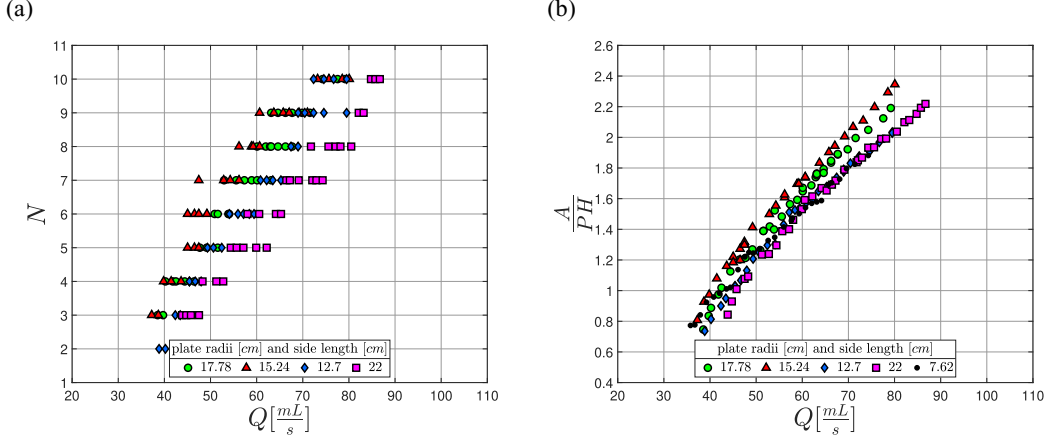 (a)
11
10
9
8
7
6
5
4
3
2
1
N
plate radii [cm] and side length [cm]
17.78 15.24 12.7 22
10 20 30 40 50 60 70 80 90 100 110
Q[mL/s]
(b)
2.6
2.4
2.2
2
1.8
1.6
1.4
1.2
1
0.8
0.6
0.4
A/PH
plate radii [cm] and side length [cm]
17.78 15.24 12.7 22 7.62
10 20 30 40 50 60 70 80 90 100 110
Q[mL/s]